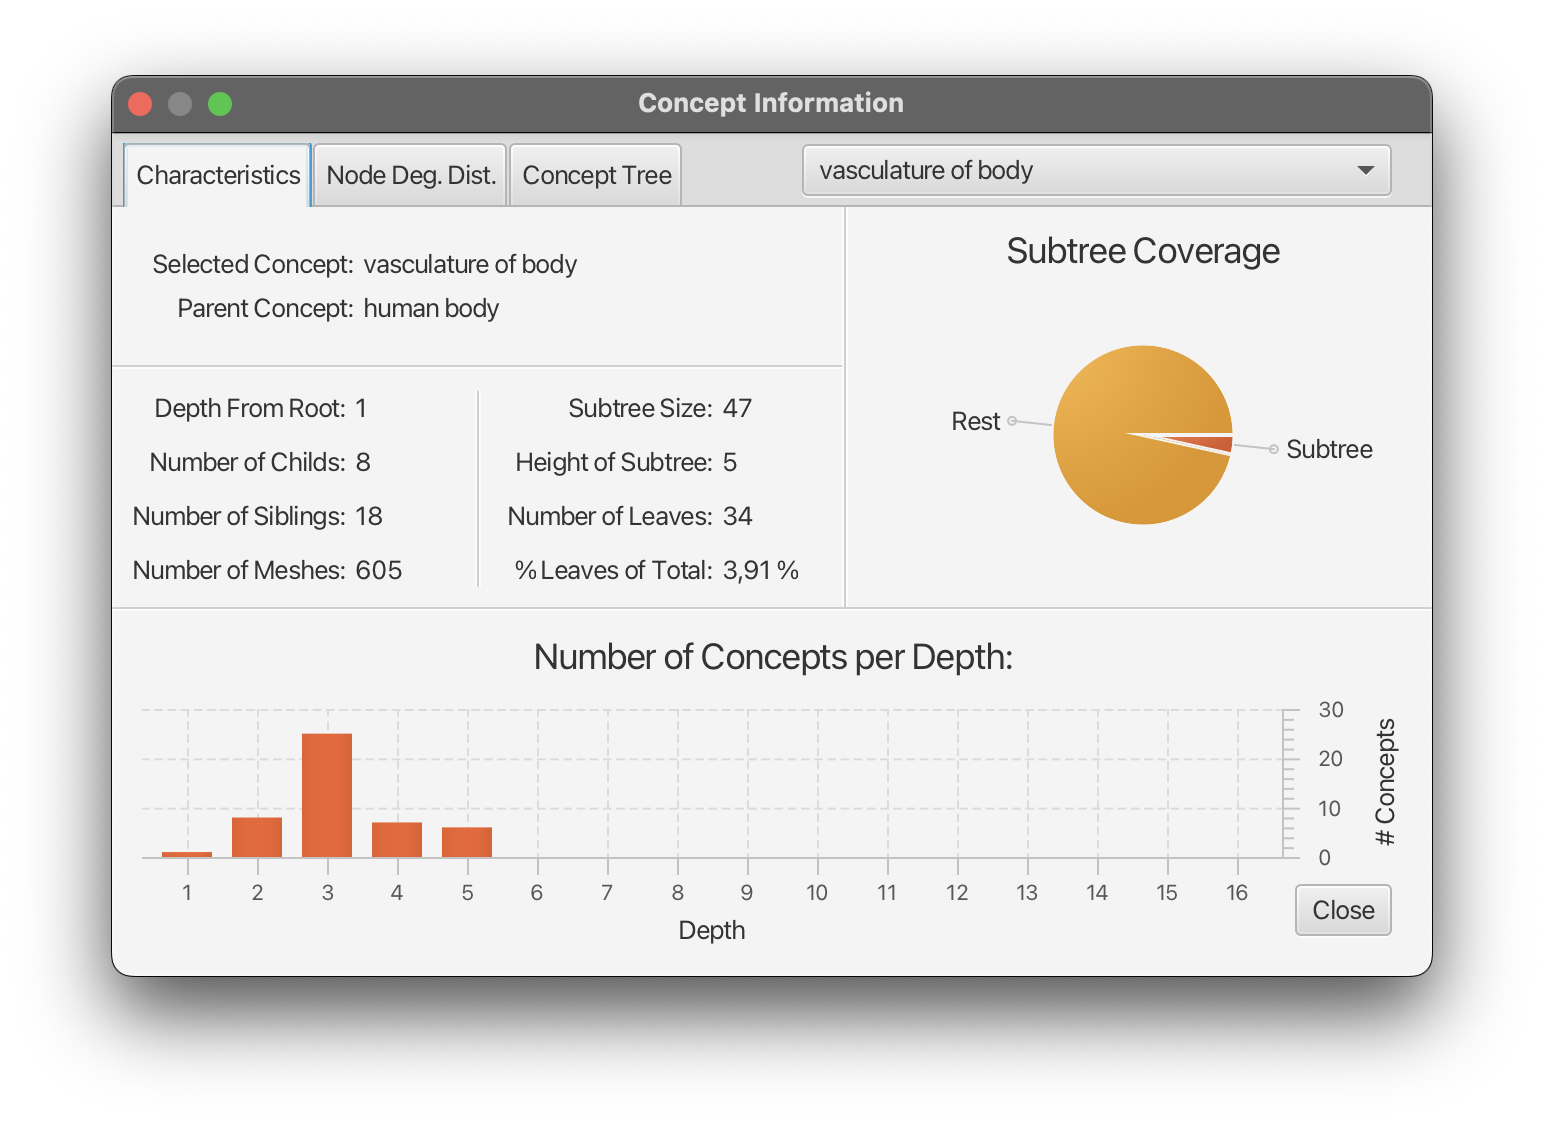 Concept Information
Characteristics Node Deg. Dist. Concept Tree vasculature of body
Selected Concept: vasculature of body
Parent Concept: human body
Depth From Root: 1
Number of Childs: 8
Number of Siblings: 18
Number of Meshes: 605
Subtree Size: 47
Height of Subtree: 5
Number of Leaves: 34
% Leaves of Total: 3,91 %
Subtree Coverage
Rest
Subtree
Number of Concepts per Depth:
30
20
10
0
# Concepts
1 2 3 4 5 6 7 8 9 10 11 12 13 14 15 16
Depth
Close